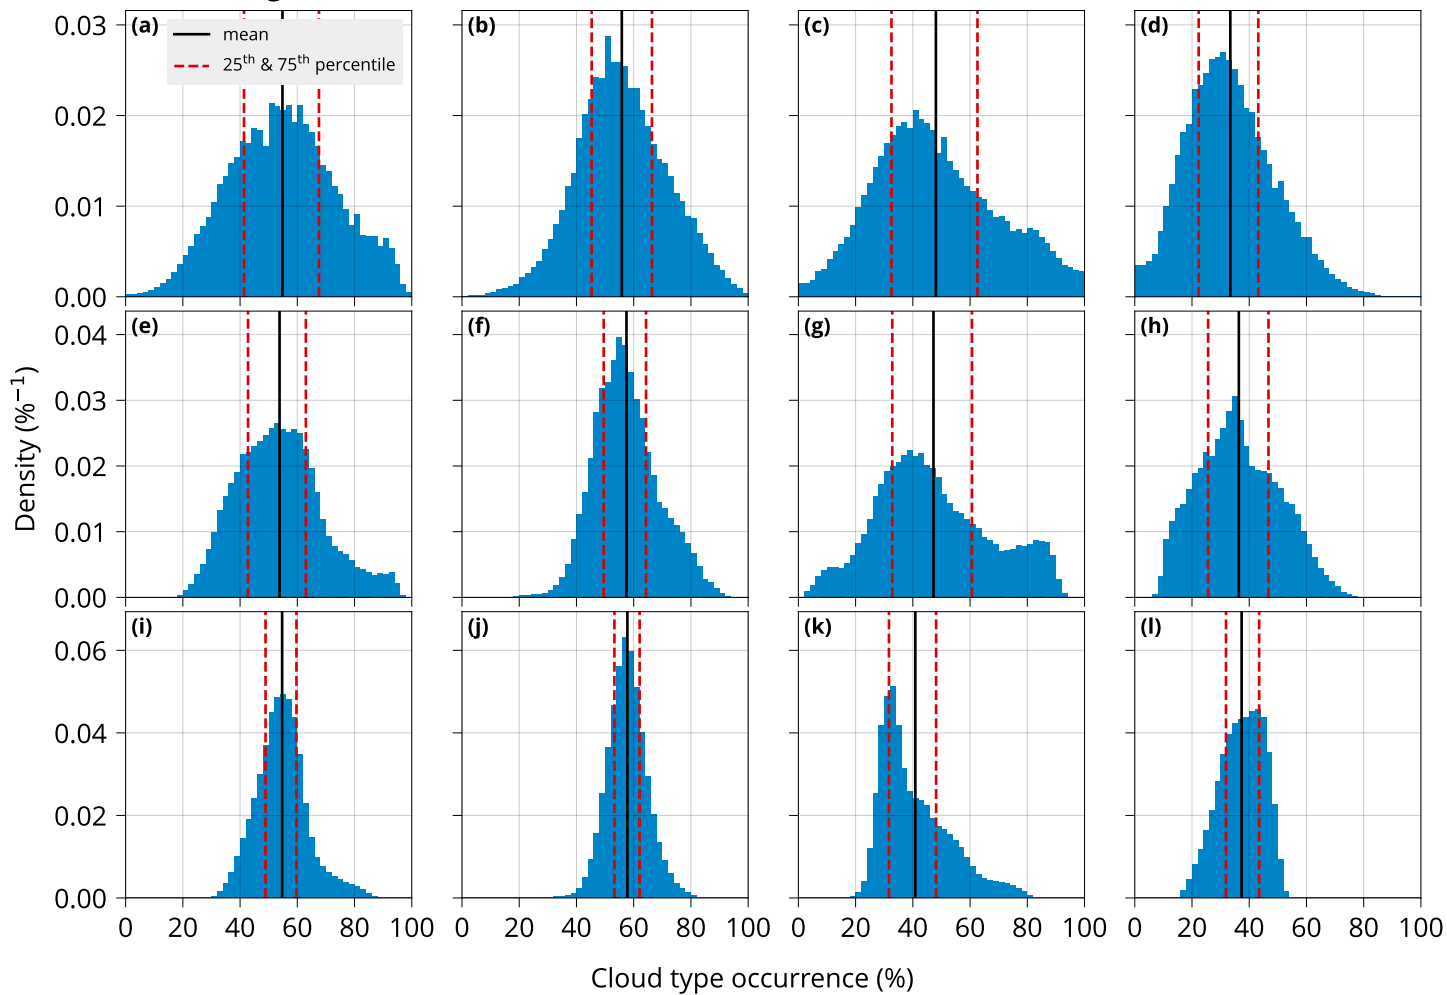 (a)
mean
25th & 75th percentile
(b)
(c)
(d)
0.03
0.02
0.01
0.00
(e)
(f)
(g)
(h)
0.04
0.03
0.02
0.01
0.00
Density (%−1)
(i)
(j)
(k)
(l)
0.06
0.04
0.02
0.00
0 20 40 60 80 100 0 20 40 60 80 100 0 20 40 60 80 100 0 20 40 60 80 100
Cloud type occurrence (%)